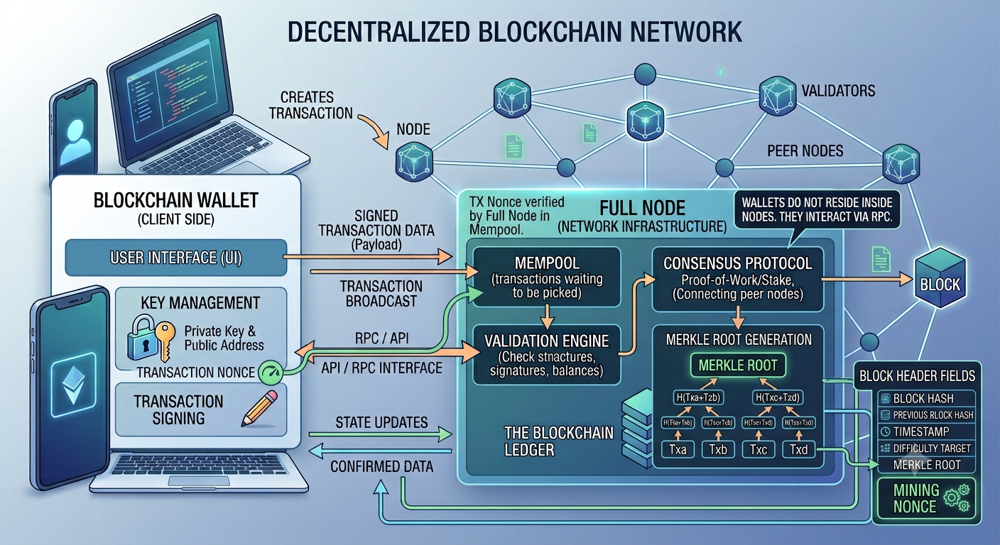 DECENTRALIZED BLOCKCHAIN NETWORK
CREATES
TRANSACTION
NODE
VALIDATORS
PEER NODES
BLOCKCHAIN WALLET
(CLIENT SIDE)
USER INTERFACE (UI)
KEY MANAGEMENT
Private Key &
Public Address
TRANSACTION NONCE
TRANSACTION
SIGNING
SIGNED
TRANSACTION DATA
(Payload)
TRANSACTION
BROADCAST
RPC / API
API / RPC INTERFACE
STATE UPDATES
CONFIRMED DATA
TX Nonce verified
by Full Node in
Mempool.
FULL NODE
(NETWORK INFRASTRUCTURE)
WALLETS DO NOT RESIDE INSIDE
NODES. THEY INTERACT VIA RPC.
MEMPOOL
(transactions waiting
to be picked)
VALIDATION ENGINE
(Check stnactures,
signatures, balances)
THE BLOCKCHAIN
LEDGER
CONSENSUS PROTOCOL
Proof-of-Work/Stake,
(Connecting peer nodes)
MERKLE ROOT GENERATION
MERKLE ROOT
H(Txa+Tzb)
H(Txc+Tzd)
Txa
Txb
Txc
Txd
BLOCK
BLOCK HEADER FIELDS
BLOCK HASH
PREVIOUS RLOCK HASH
TIMESTAMP
DIFFICULTY TARGET
MERKLE ROOT
MINING
NONCE